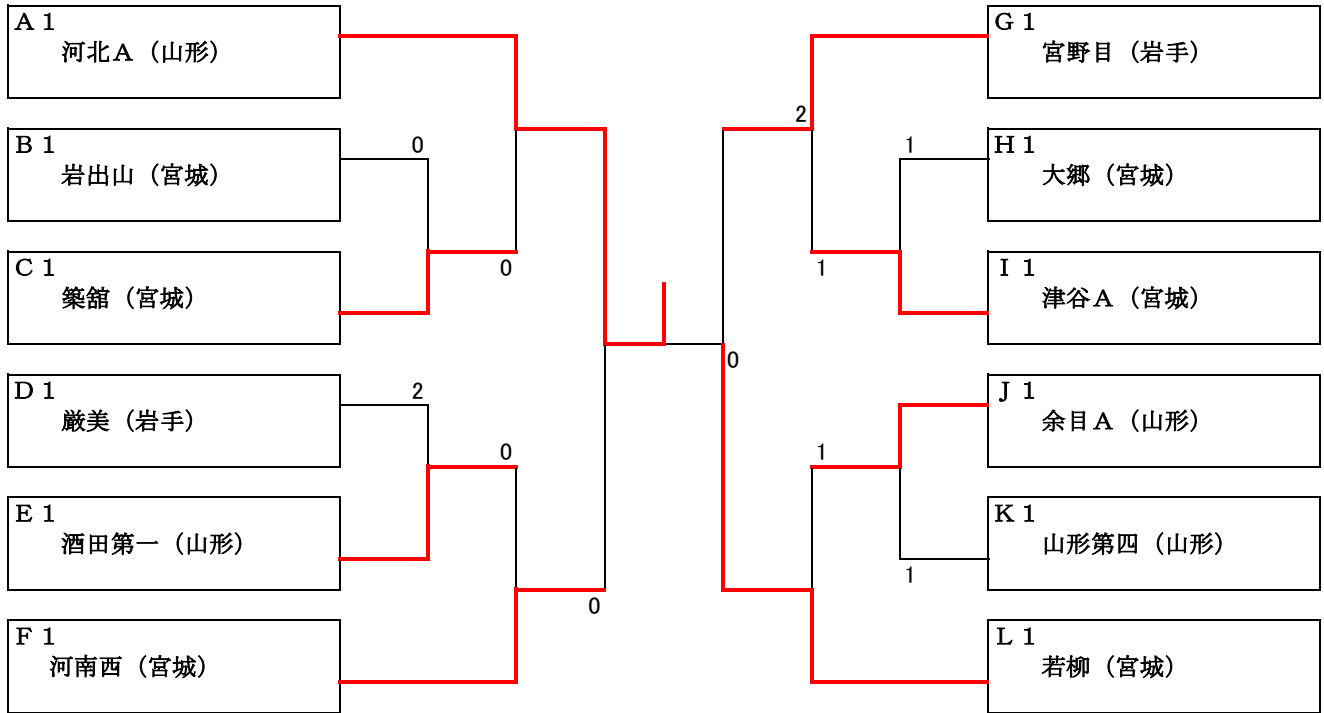 A 1
河北A（山形）
B 1
岩出山（宮城）
C 1
築舘（宮城）
D 1
厳美（岩手）
E 1
酒田第一（山形）
F 1
河南西（宮城）
0
0
2
0
0
2
1
1
0
1
1
G 1
宮野目（岩手）
H 1
大郷（宮城）
I 1
津谷A（宮城）
J 1
余目A（山形）
K 1
山形第四（山形）
L 1
若柳（宮城）